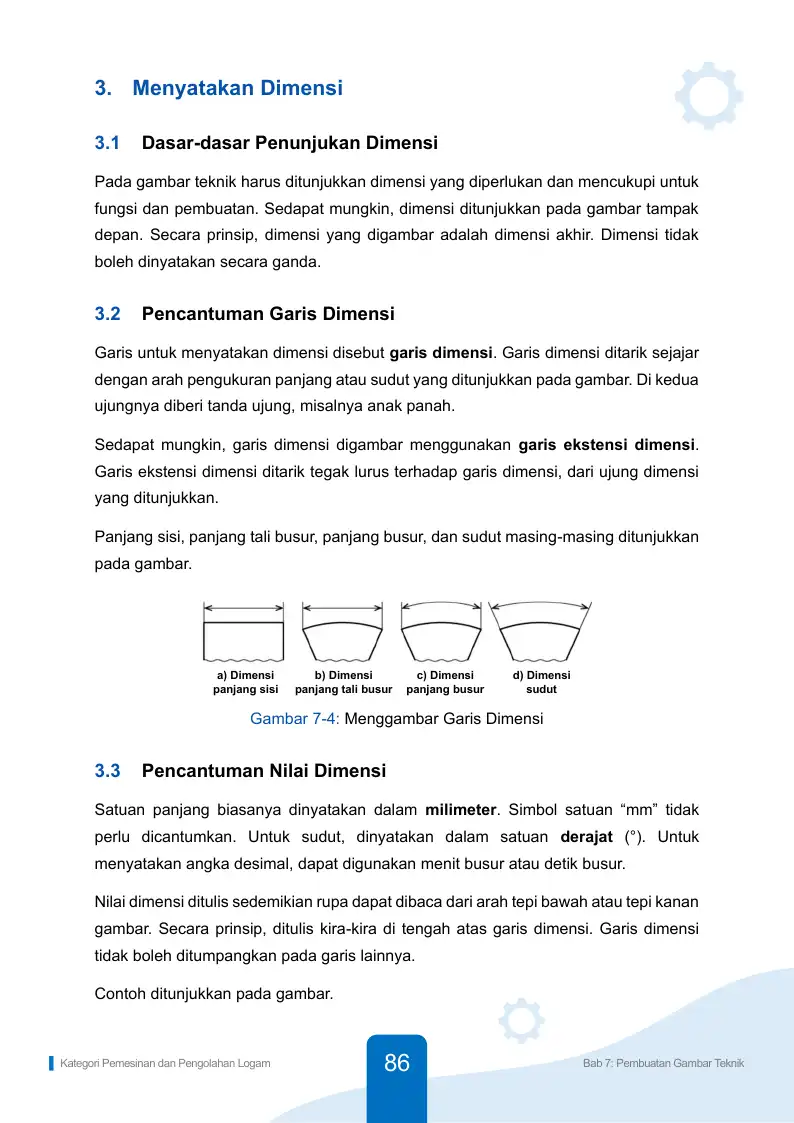 3. Menyatakan Dimensi
3.1 Dasar-dasar Penunjukan Dimensi
Pada gambar teknik harus ditunjukkan dimensi yang diperlukan dan mencukupi untuk
fungsi dan pembuatan. Sedapat mungkin, dimensi ditunjukkan pada gambar tampak
depan. Secara prinsip, dimensi yang digambar adalah dimensi akhir. Dimensi tidak
boleh dinyatakan secara ganda.
3.2 Pencantuman Garis Dimensi
Garis untuk menyatakan dimensi disebut garis dimensi. Garis dimensi ditarik sejajar
dengan arah pengukuran panjang atau sudut yang ditunjukkan pada gambar. Di kedua
ujungnya diberi tanda ujung, misalnya anak panah.
Sedapat mungkin, garis dimensi digambar menggunakan garis ekstensi dimensi.
Garis ekstensi dimensi ditarik tegak lurus terhadap garis dimensi, dari ujung dimensi
yang ditunjukkan.
Panjang sisi, panjang tali busur, panjang busur, dan sudut masing-masing ditunjukkan
pada gambar.
a) Dimensi
panjang sisi
b) Dimensi
panjang tali busur
c) Dimensi
panjang busur
d) Dimensi
sudut
Gambar 7-4: Menggambar Garis Dimensi
3.3 Pencantuman Nilai Dimensi
Satuan panjang biasanya dinyatakan dalam milimeter. Simbol satuan “mm” tidak
perlu dicantumkan. Untuk sudut, dinyatakan dalam satuan derajat (°). Untuk
menyatakan angka desimal, dapat digunakan menit busur atau detik busur.
Nilai dimensi ditulis sedemikian rupa dapat dibaca dari arah tepi bawah atau tepi kanan
gambar. Secara prinsip, ditulis kira-kira di tengah atas garis dimensi. Garis dimensi
tidak boleh ditumpangkan pada garis lainnya.
Contoh ditunjukkan pada gambar.
Kategori Pemesinan dan Pengolahan Logam
86
Bab 7: Pembuatan Gambar Teknik